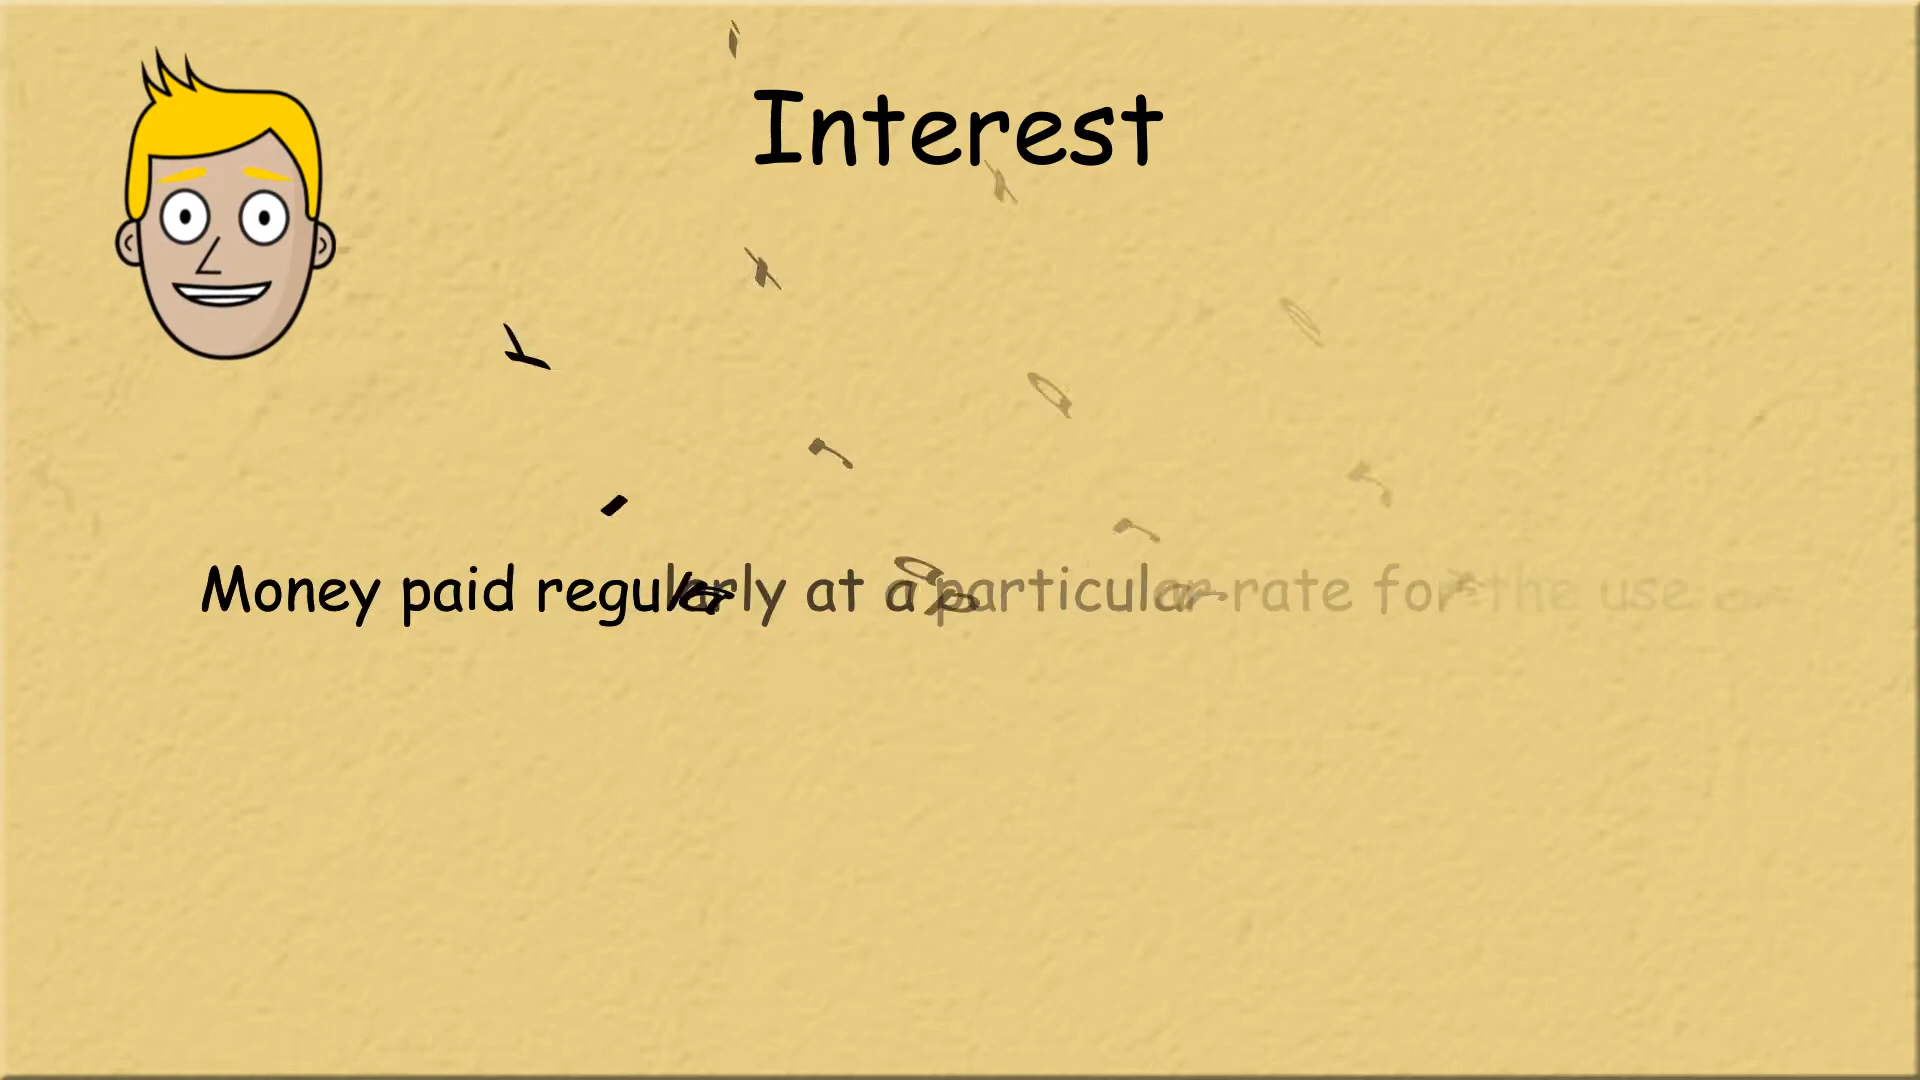 Interest
Money paid regularly at a particular rate for the use